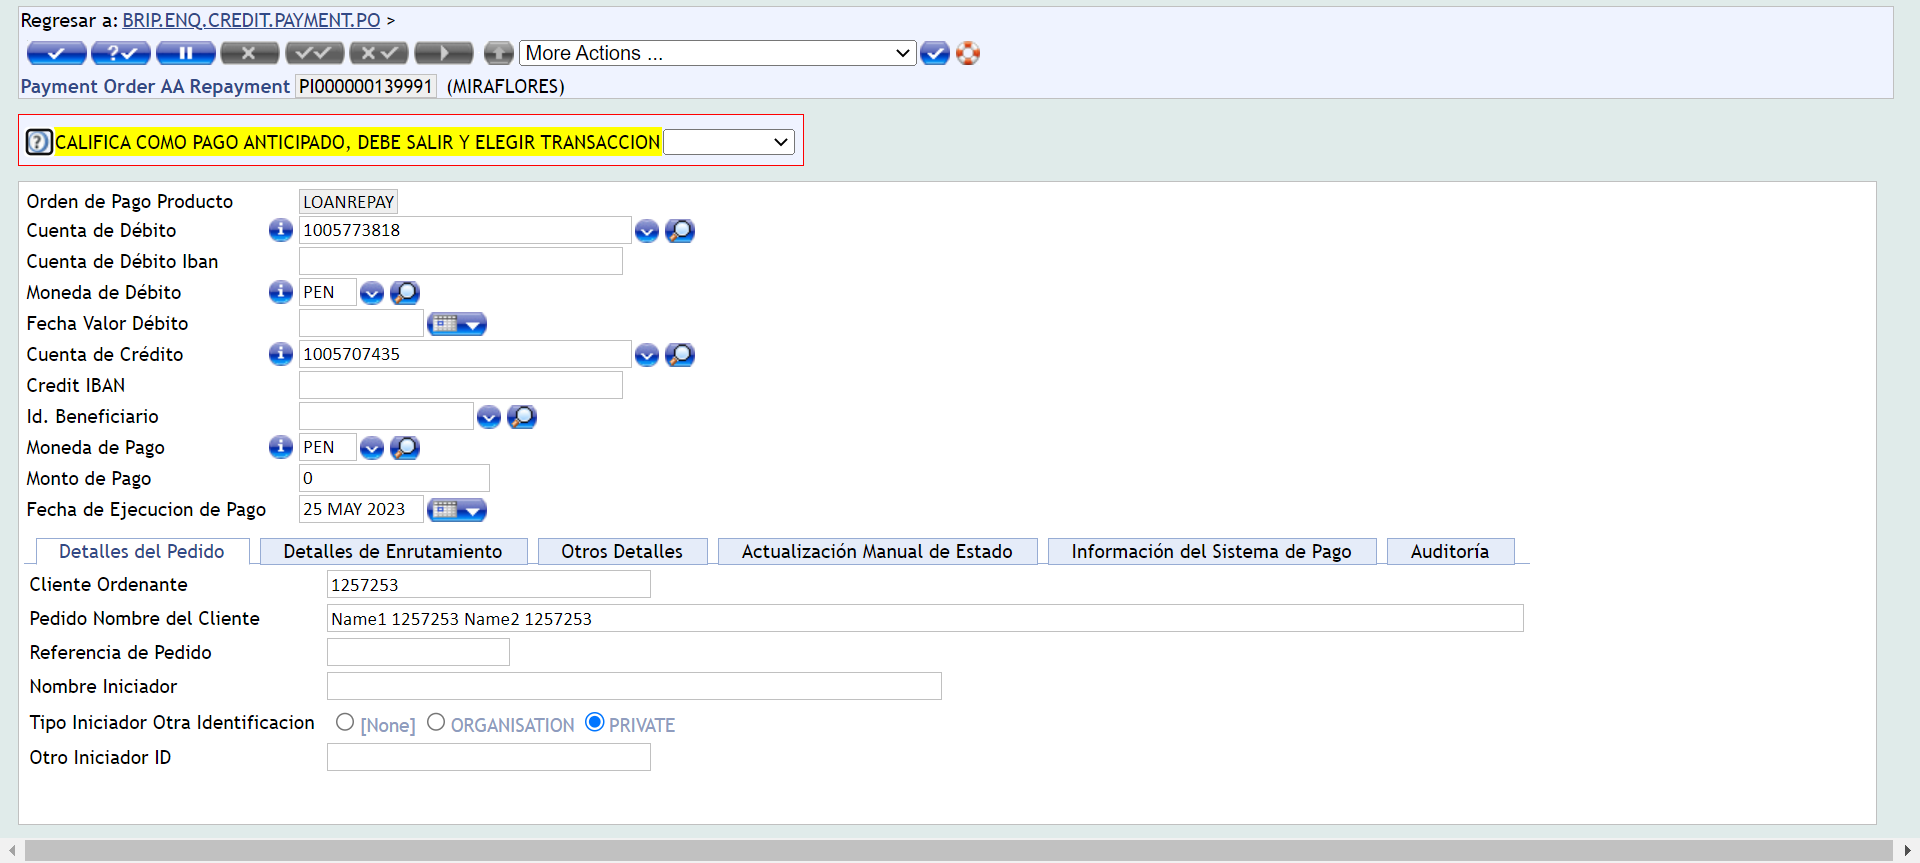 Regresar a: BRIP.ENQ.CREDIT.PAYMENT.PO >
More Actions ...
Payment Order AA Repayment PI000000139991 (MIRAFLORES)
CALIFICA COMO PAGO ANTICIPADO, DEBE SALIR Y ELEGIR TRANSACCION
Orden de Pago Producto LOANREPAY
Cuenta de Débito 1005773818
Cuenta de Débito Iban
Moneda de Débito PEN
Fecha Valor Débito
Cuenta de Crédito 1005707435
Credit IBAN
Id. Beneficiario
Moneda de Pago PEN
Monto de Pago 0
Fecha de Ejecucion de Pago 25 MAY 2023
Detalles del Pedido Detalles de Enrutamiento Otros Detalles Actualización Manual de Estado Información del Sistema de Pago Auditoría
Cliente Ordenante 1257253
Pedido Nombre del Cliente Name1 1257253 Name2 1257253
Referencia de Pedido
Nombre Iniciador
Tipo Iniciador Otra Identificacion [None] ORGANISATION PRIVATE
Otro Iniciador ID